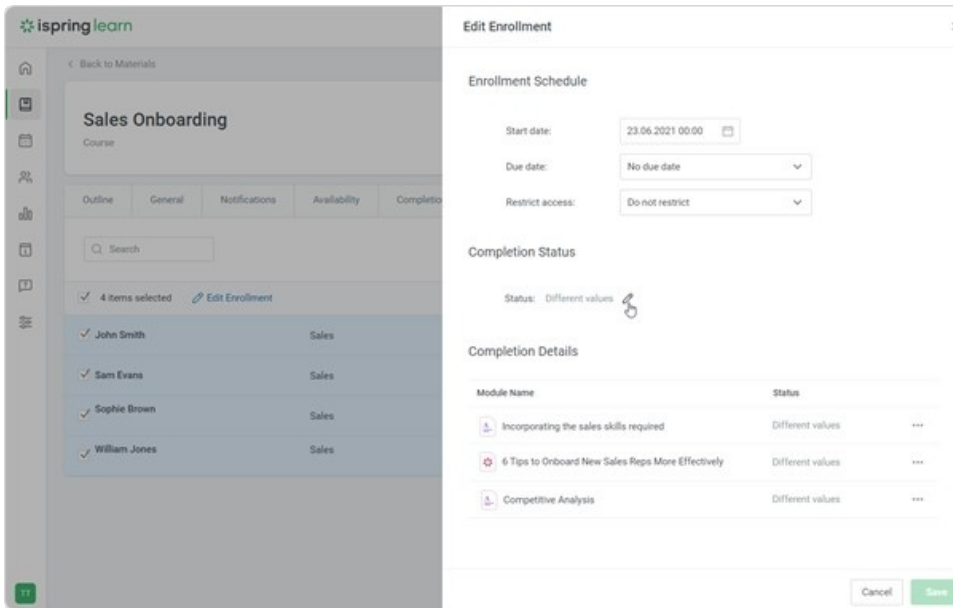 ispring learn
Back to Materials
Sales Onboarding
Course
Outline
General
Notifications
Availability
Completio
Search
4 items selected
Edit Enrollment
John Smith
Sales
Sam Evans
Sales
Sophie Brown
Sales
William Jones
Sales
TT
Edit Enrollment
Enrollment Schedule
Start date:
23.06.2021 00:00
Due date:
No due date
Restrict access:
Do not restrict
Completion Status
Status:
Different values
Completion Details
Module Name
Status
Incorporating the sales skills required
Different values
6 Tips to Onboard New Sales Reps More Effectively
Different values
Competitive Analysis
Different values
Cancel
Save